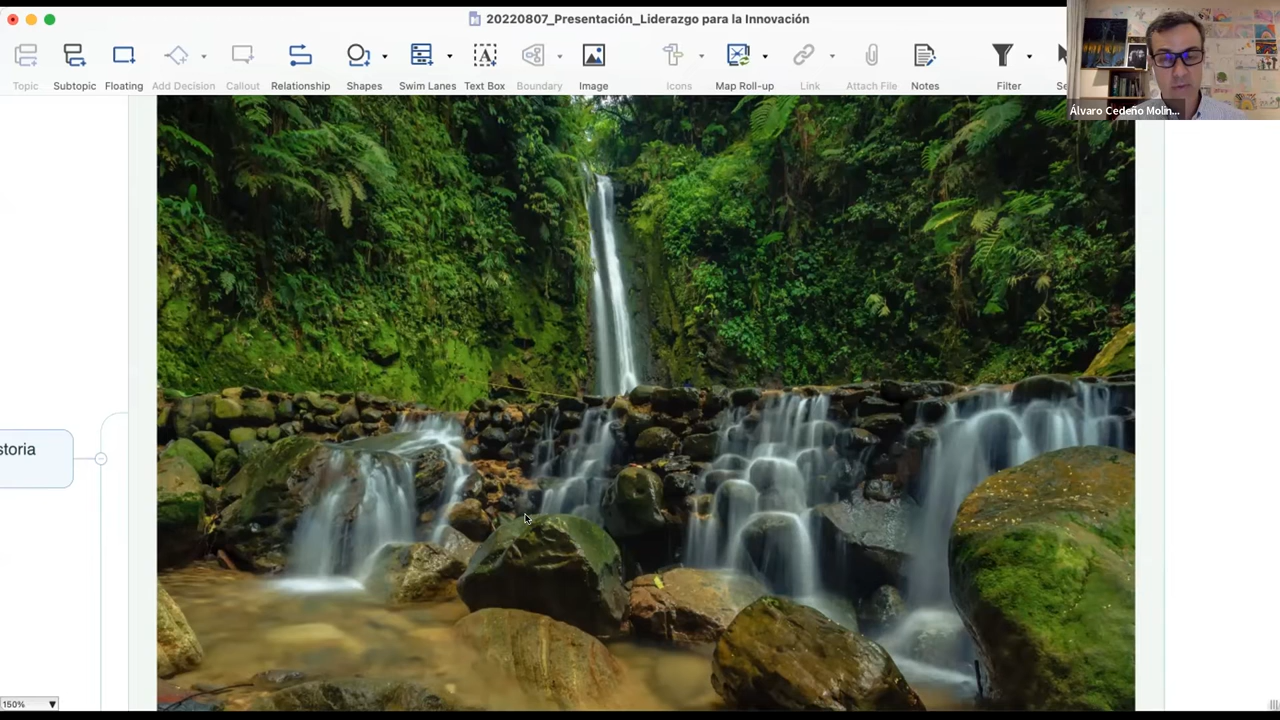 20220807_Presentación_Liderazgo para la Innovación
Topic
Subtopic
Floating
Add Decision
Callout
Relationship
Shapes
Swim Lanes
Text Box
Boundary
Image
Icons
Map Roll-up
Link
Attach File
Notes
Filter
Se
Álvaro Cedeño Molin...
storia
150%